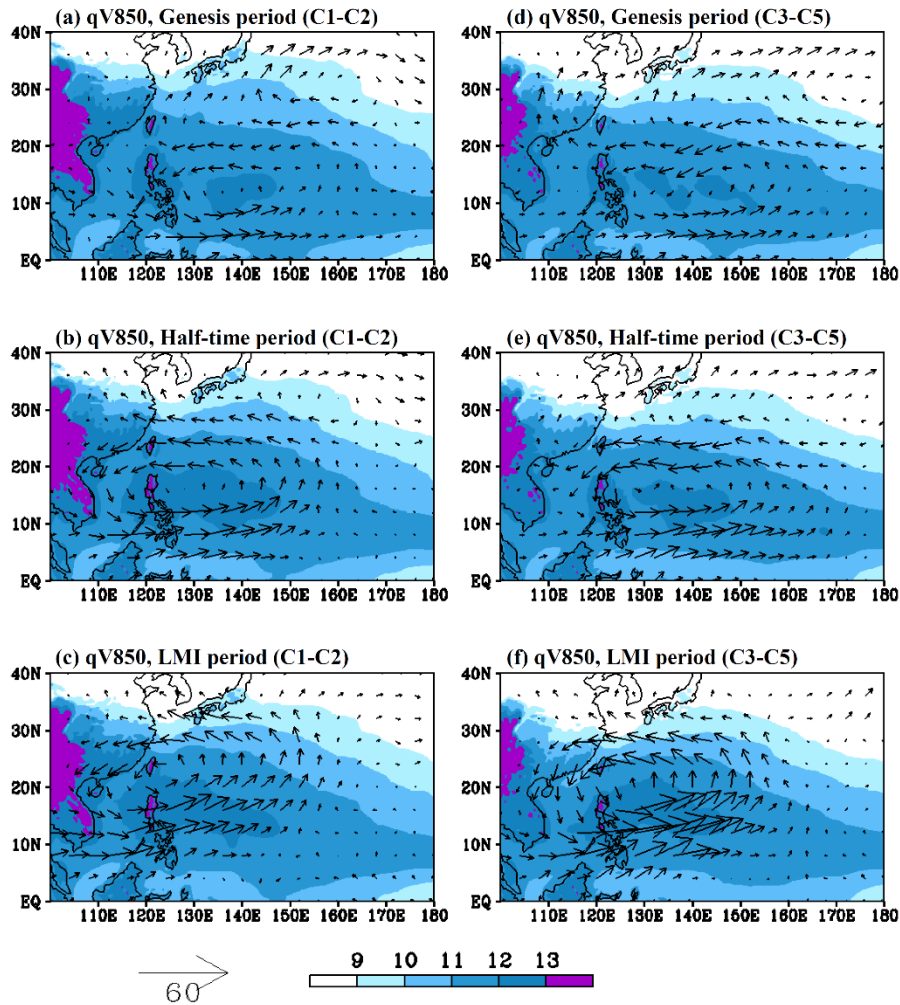 (a) qV850, Genesis period (C1-C2)
40N
30N
20N
10N
EQ
110E 120E 130E 140E 150E 160E 170E 180
(d) qV850, Genesis period (C3-C5)
40N
30N
20N
10N
EQ
110E 120E 130E 140E 150E 160E 170E 180
(b) qV850, Half-time period (C1-C2)
40N
30N
20N
10N
EQ
110E 120E 130E 140E 150E 160E 170E 180
(e) qV850, Half-time period (C3-C5)
40N
30N
20N
10N
EQ
110E 120E 130E 140E 150E 160E 170E 180
(c) qV850, LMI period (C1-C2)
40N
30N
20N
10N
EQ
110E 120E 130E 140E 150E 160E 170E 180
(f) qV850, LMI period (C3-C5)
40N
30N
20N
10N
EQ
110E 120E 130E 140E 150E 160E 170E 180
60
9 10 11 12 13